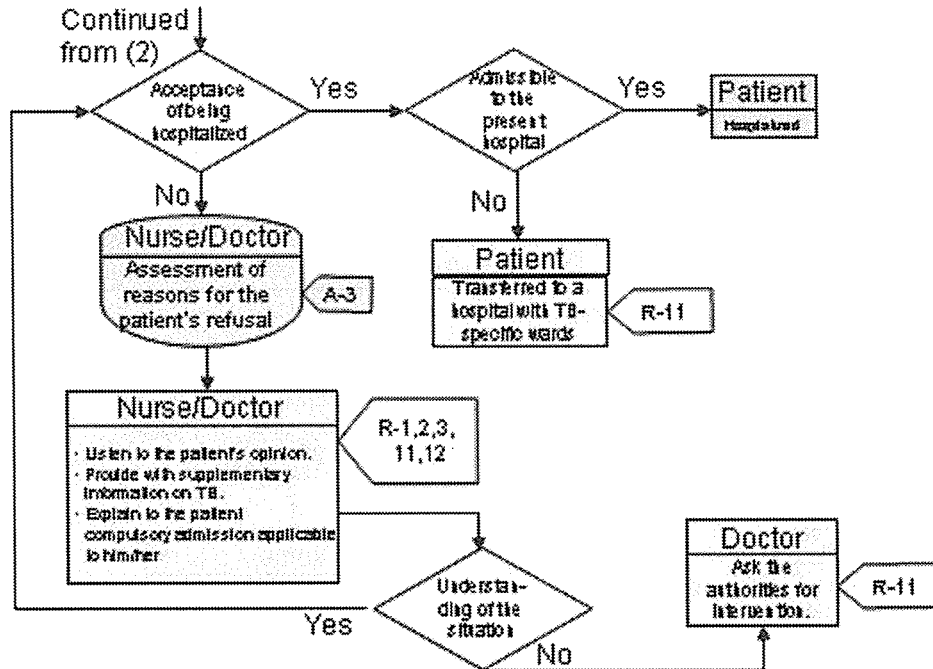 Continued
from (2)
Acceptance
of being
hospitalized
Yes
Admissible
to the
present
hospital
Yes
Patient
Hospitalized
No
No
Nurse/Doctor
Assessment of
reasons for the
patient's refusal
A-3
Patient
Transferred to a
hospital with TB-
specific wards
R-11
Nurse/Doctor
· Listen to the patient's opinion.
· Provide with supplementary
information on TB.
· Explain to the patient
compulsory admission applicable
to him/her
R-1,2,3,
11,12
Understan-
ding of the
situation
Yes
No
Doctor
Ask the
authorities for
intervention.
R-11